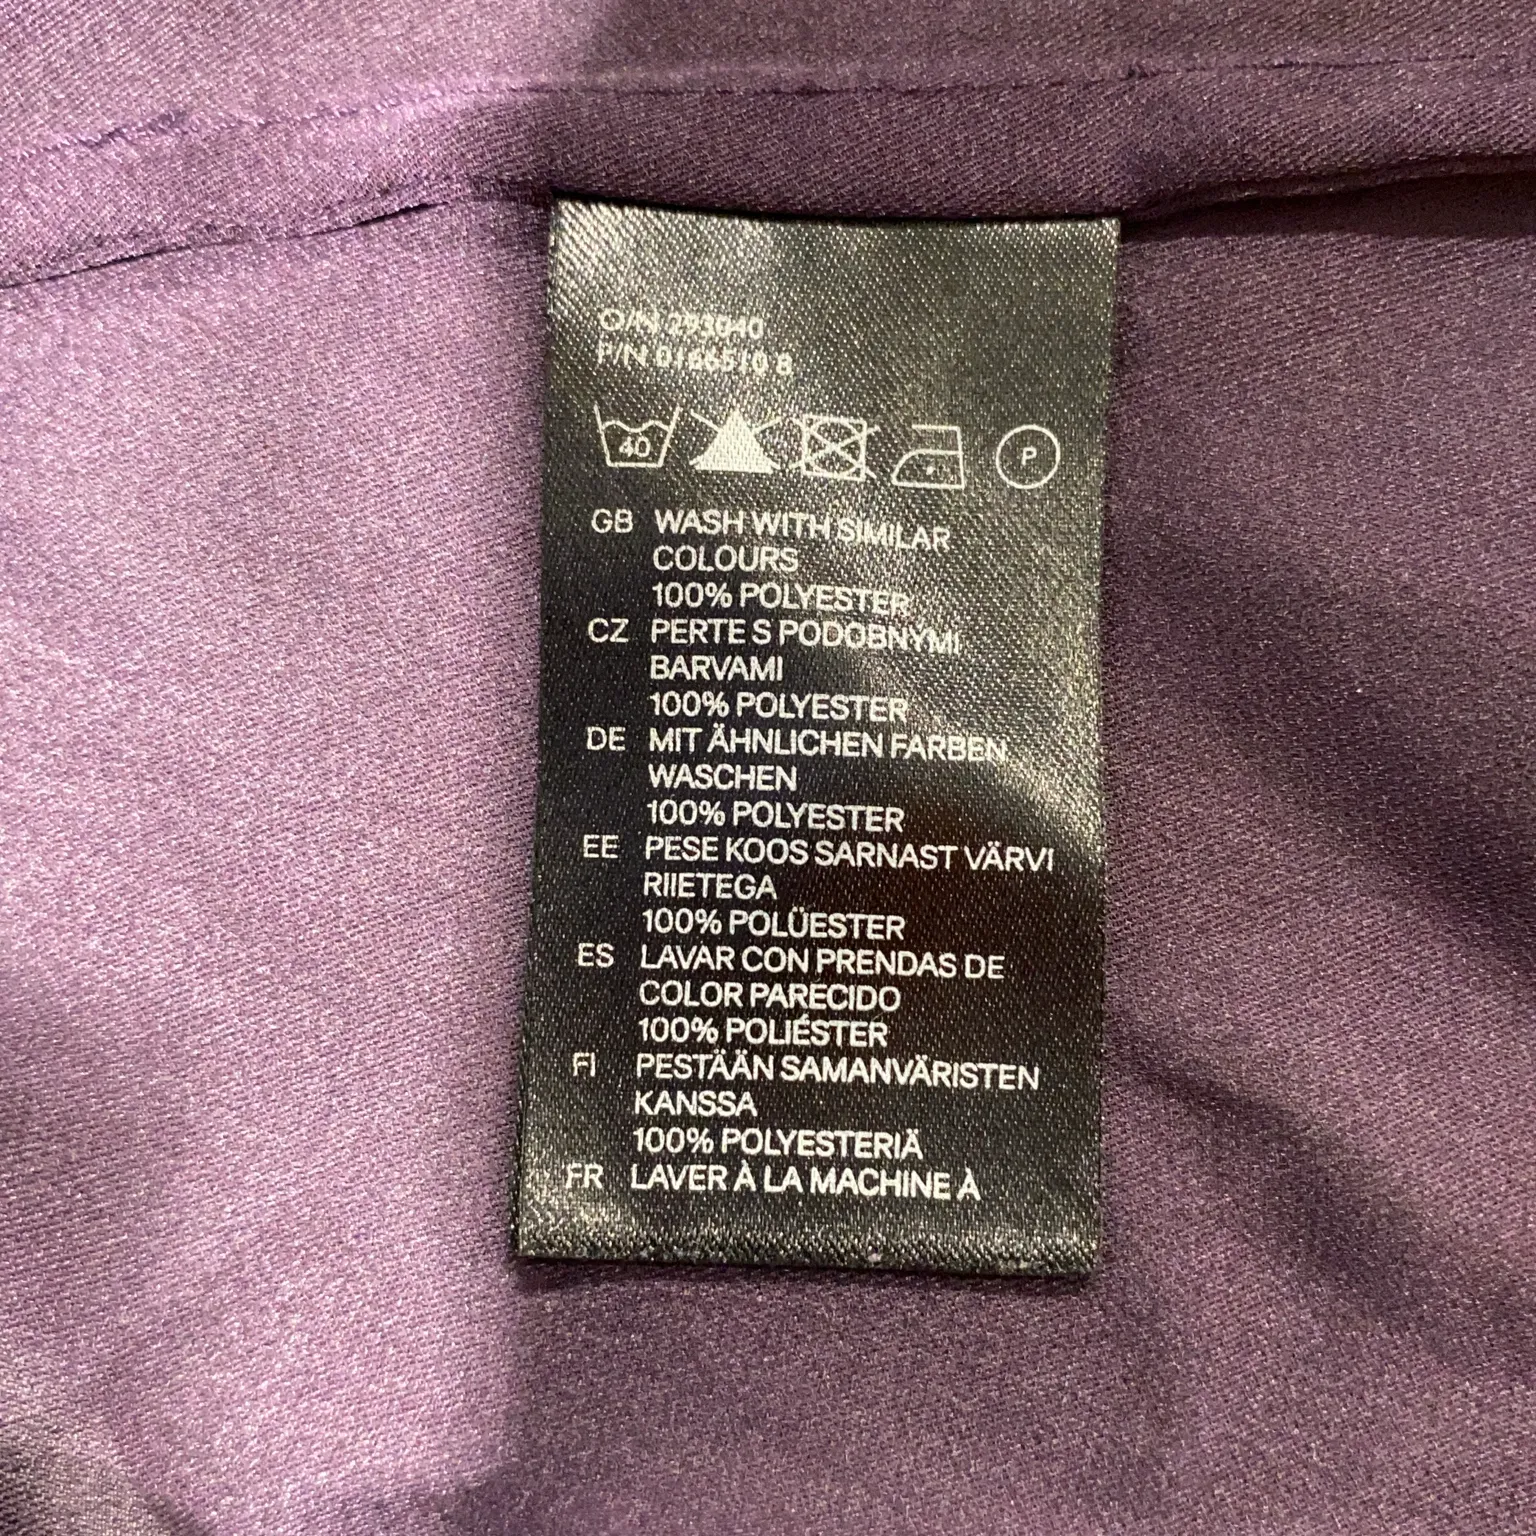 O/N 293040
P/N 0166510 8
40
P
GB WASH WITH SIMILAR
COLOURS
100% POLYESTER
CZ PERTE S PODOBNÝMI
BARVAMI
100% POLYESTER
DE MIT ÄHNLICHEN FARBEN
WASCHEN
100% POLYESTER
EE PESE KOOS SARNAST VÄRVI
RIIETEGA
100% POLÜESTER
ES LAVAR CON PRENDAS DE
COLOR PARECIDO
100% POLIÉSTER
FI PESTÄÄN SAMANVÄRISTEN
KANSSA
100% POLYESTERIÄ
FR LAVER À LA MACHINE À